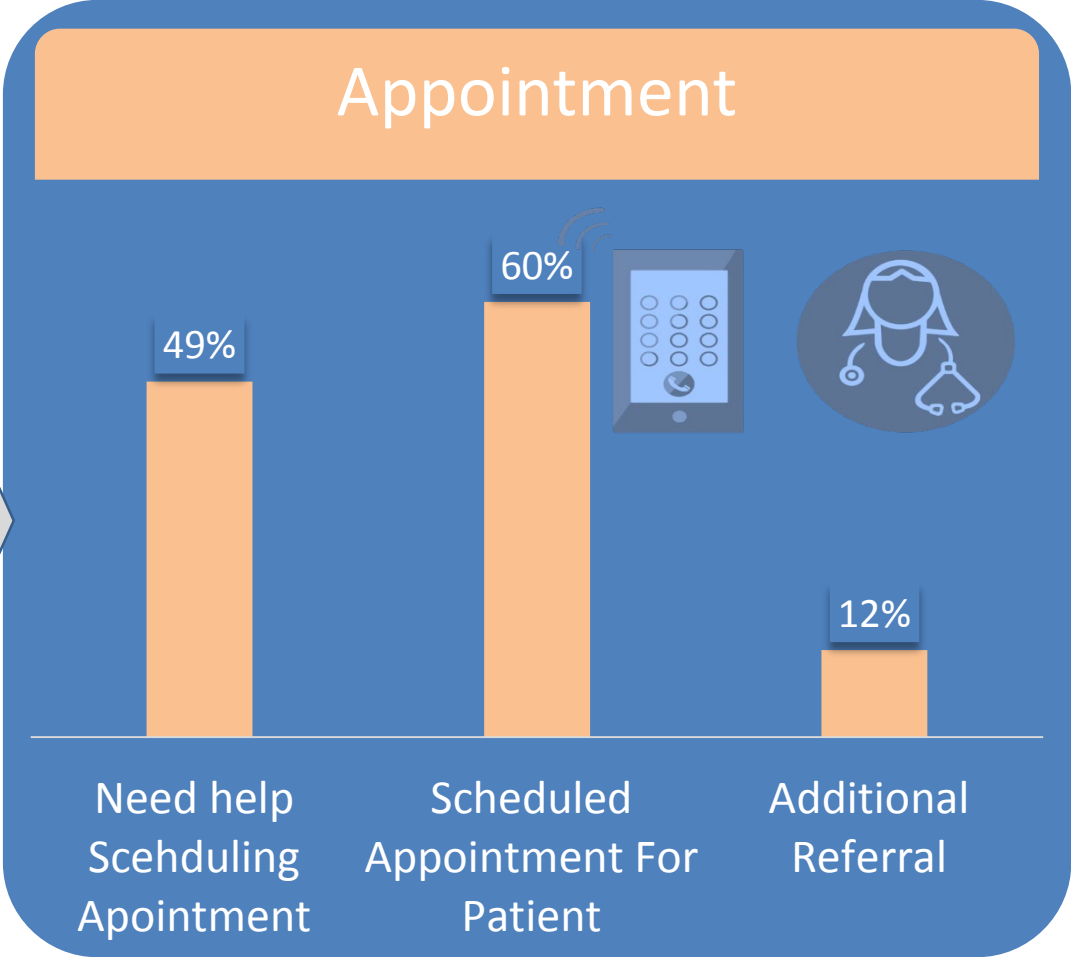 Appointment
60%
49%
12%
Need help
Scehduling
Apointment
Scheduled
Appointment For
Patient
Additional
Referral